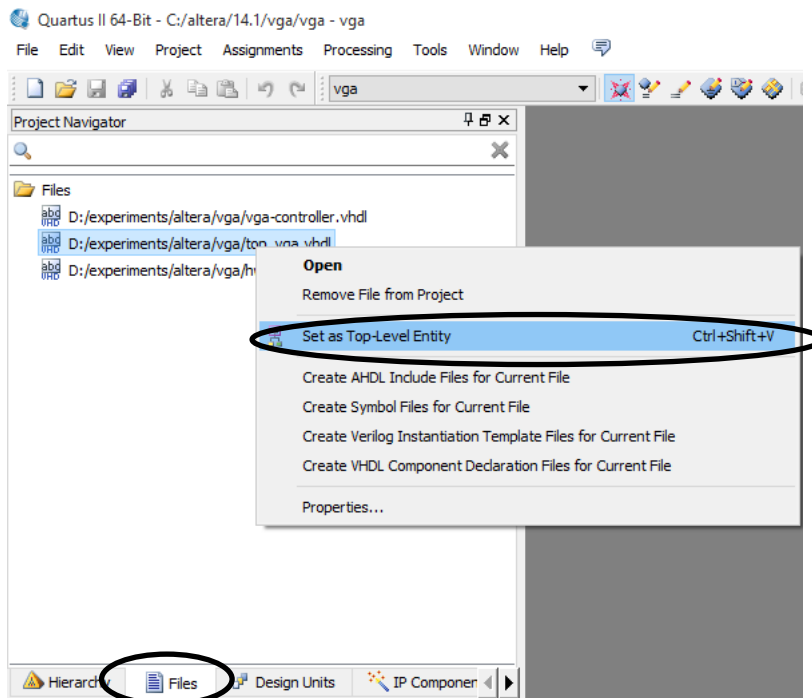 Quartus II 64-Bit - C:/altera/14.1/vga/vga - vga
File Edit View Project Assignments Processing Tools Window Help
vga
Project Navigator
Files
D:/experiments/altera/vga/vga-controller.vhdl
D:/experiments/altera/vga/top_vga.vhdl
D:/experiments/altera/vga/h
Open
Remove File from Project
Set as Top-Level Entity Ctrl+Shift+V
Create AHDL Include Files for Current File
Create Symbol Files for Current File
Create Verilog Instantiation Template Files for Current File
Create VHDL Component Declaration Files for Current File
Properties...
Hierarchy Files Design Units IP Componen